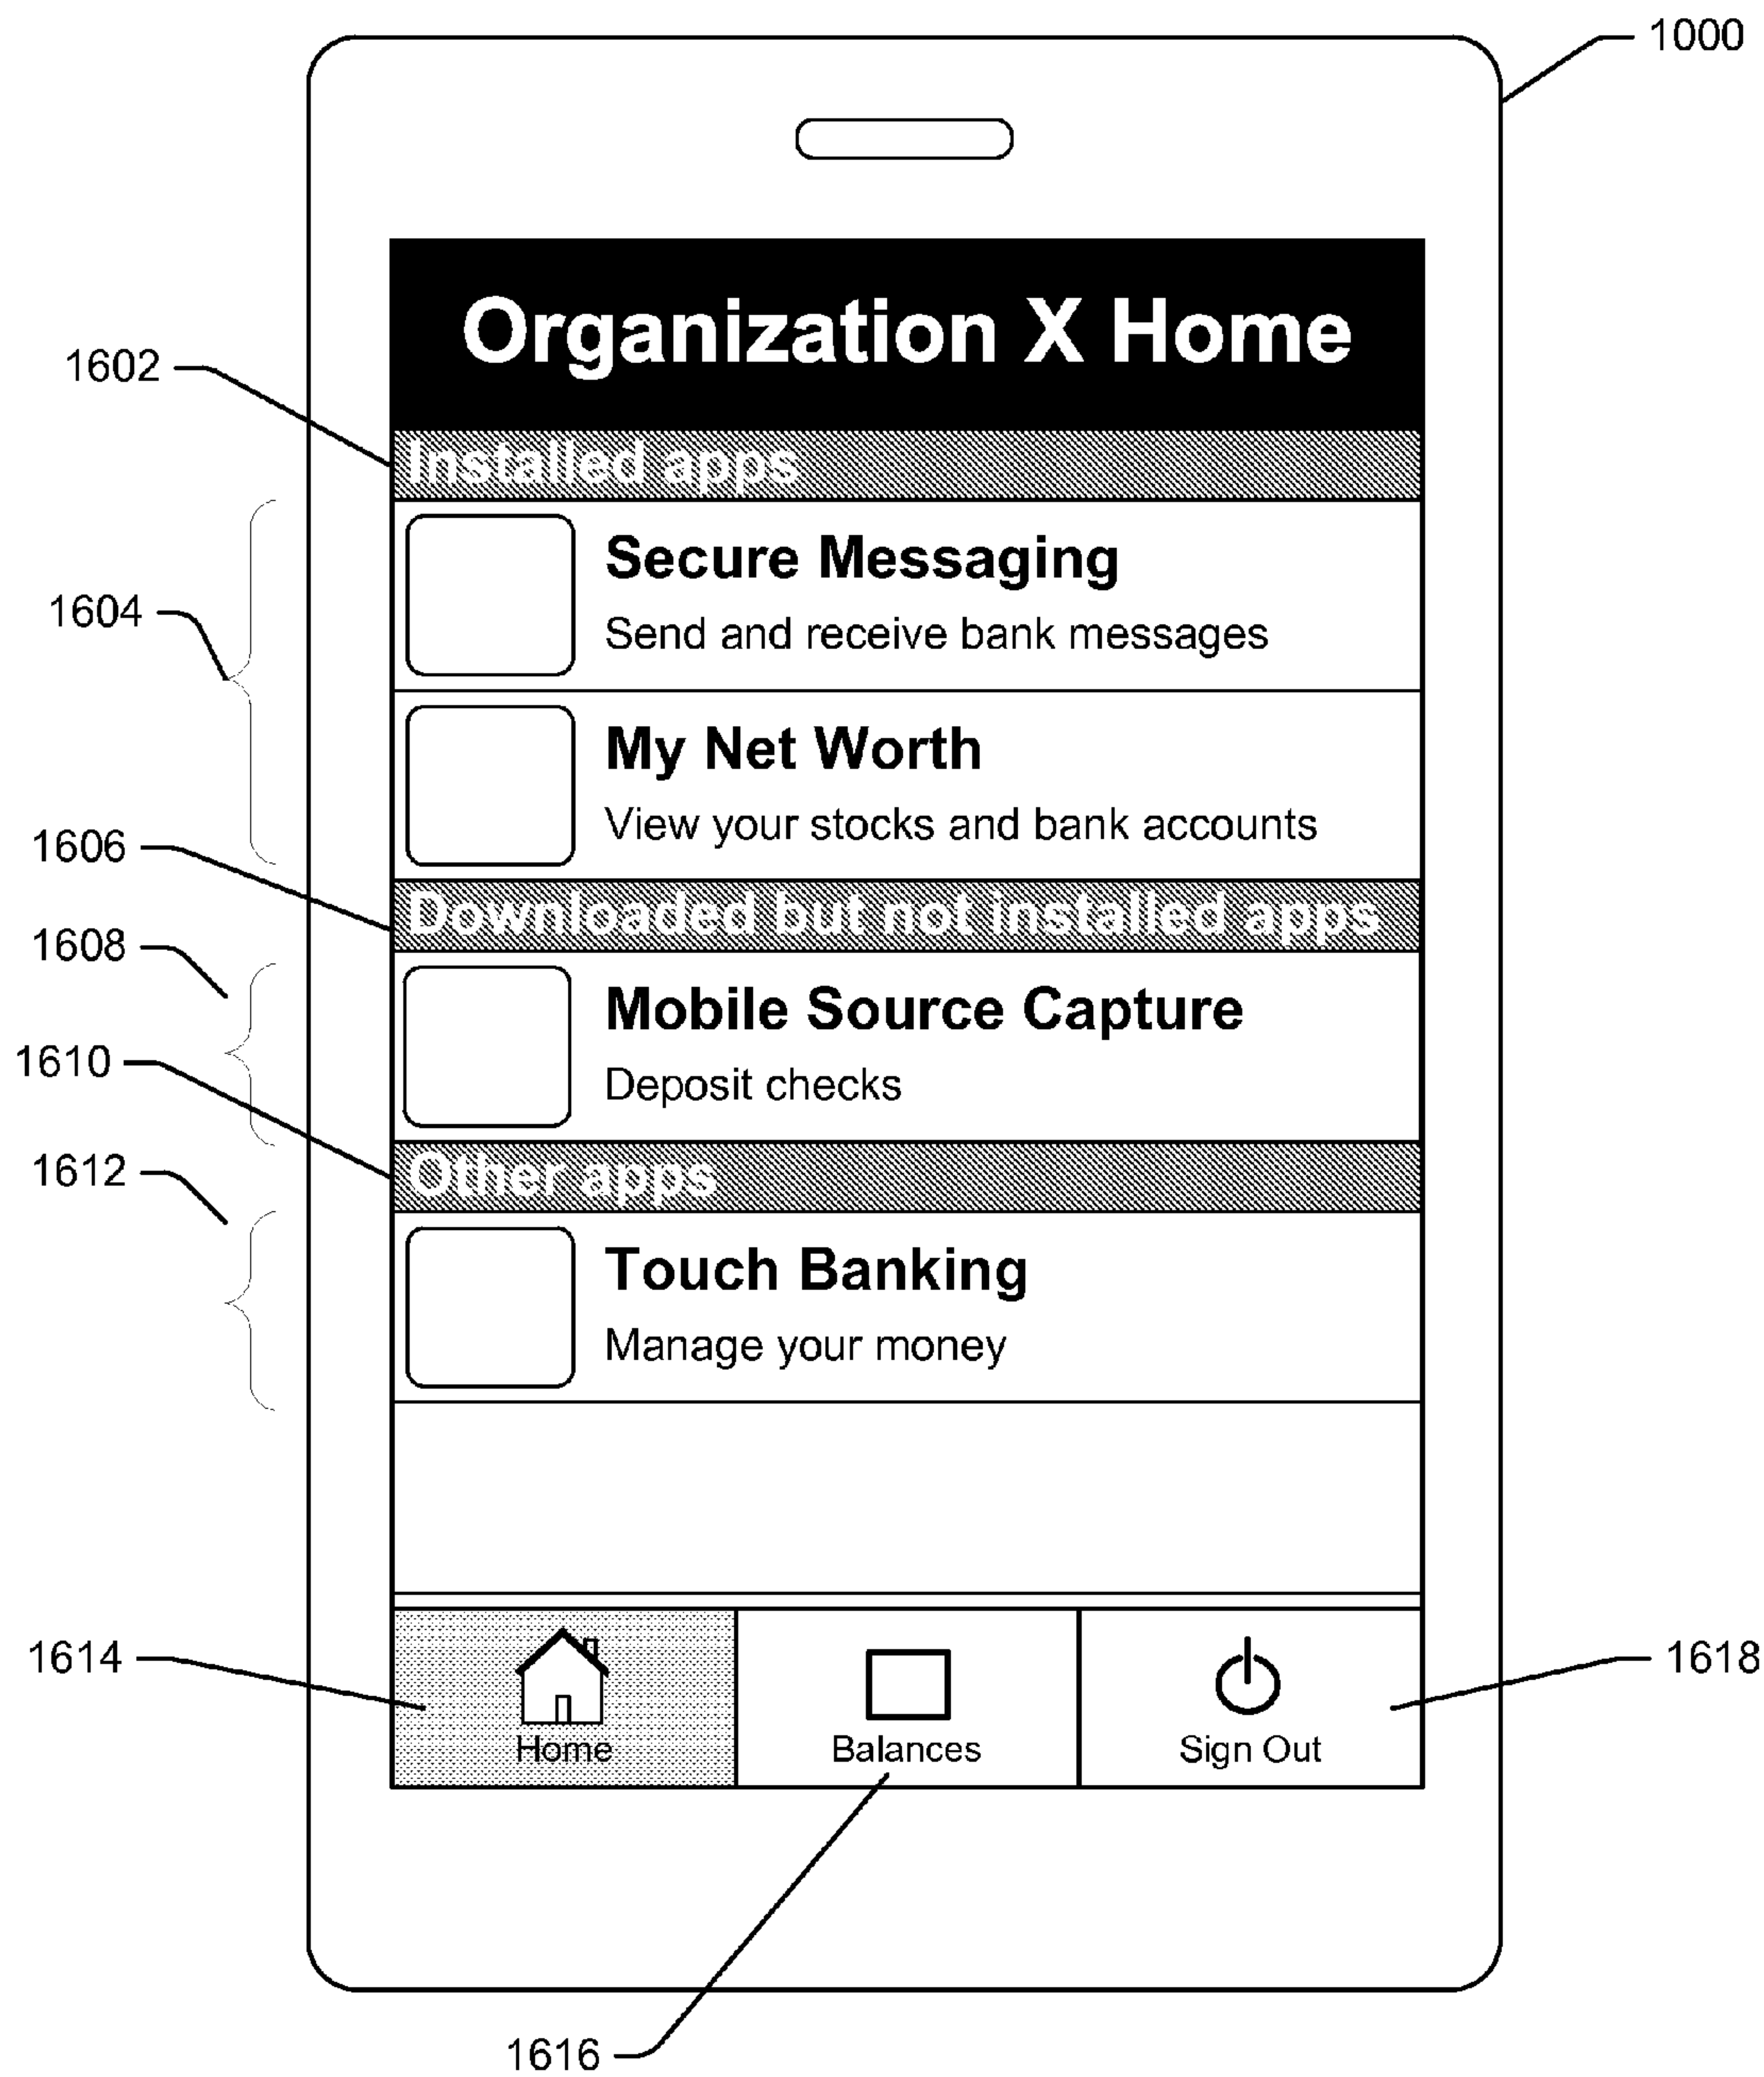 1000
Organization X Home
1602
Installed apps
Secure Messaging
1604
Send and receive bank messages
My Net Worth
View your stocks and bank accounts
1606
Downloaded but not installed apps
1608
Mobile Source Capture
1610
Deposit checks
1612
Other apps
Touch Banking
Manage your money
1614
1618
Home
Balances
Sign Out
1616